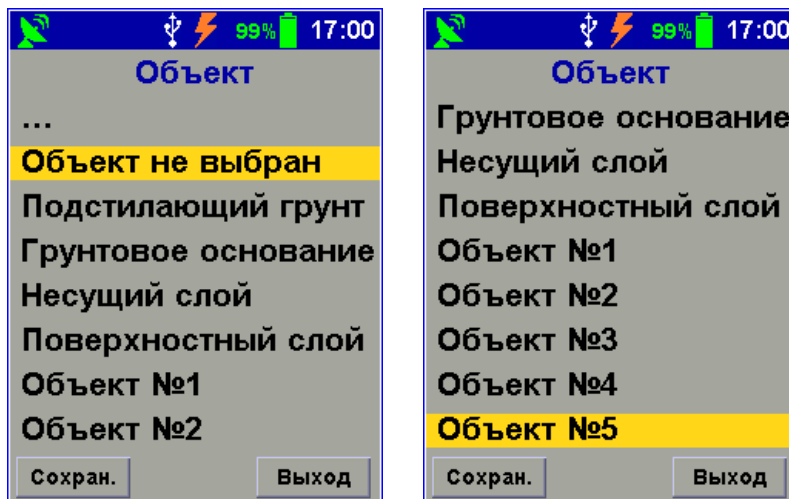 99% 17:00
Объект
...
Объект не выбран
Подстилающий грунт
Грунтовое основание
Несущий слой
Поверхностный слой
Объект №1
Объект №2
Сохран. Выход
99% 17:00
Объект
Грунтовое основание
Несущий слой
Поверхностный слой
Объект №1
Объект №2
Объект №3
Объект №4
Объект №5
Сохран. Выход